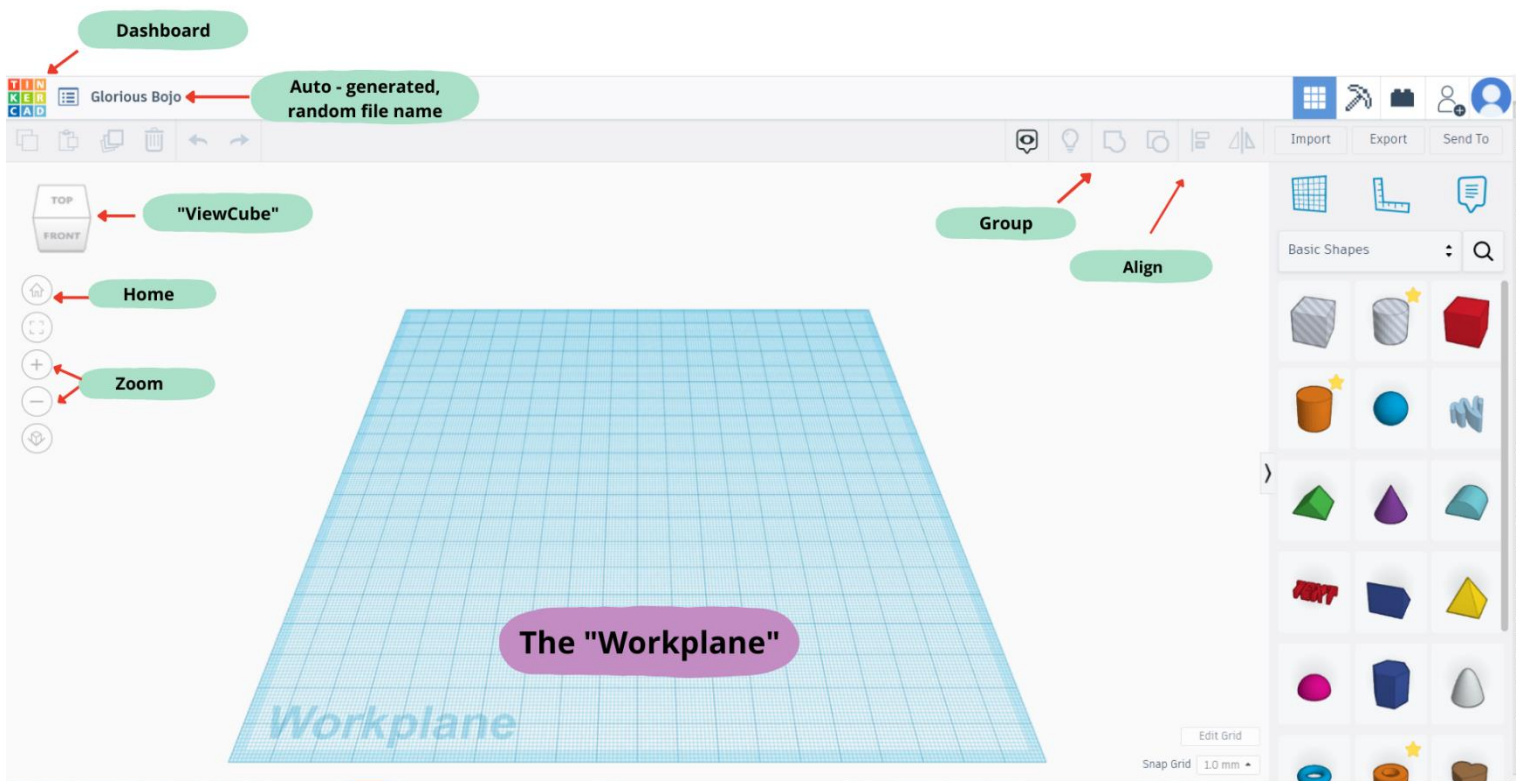 Dashboard
TIN
KER
CAD
Glorious Bojo
Auto - generated,
random file name
Import
Export
Send To
TOP
FRONT
"ViewCube"
Group
Align
Basic Shapes
Home
Zoom
TEXT
The "Workplane"
Workplane
Edit Grid
Snap Grid
1.0 mm